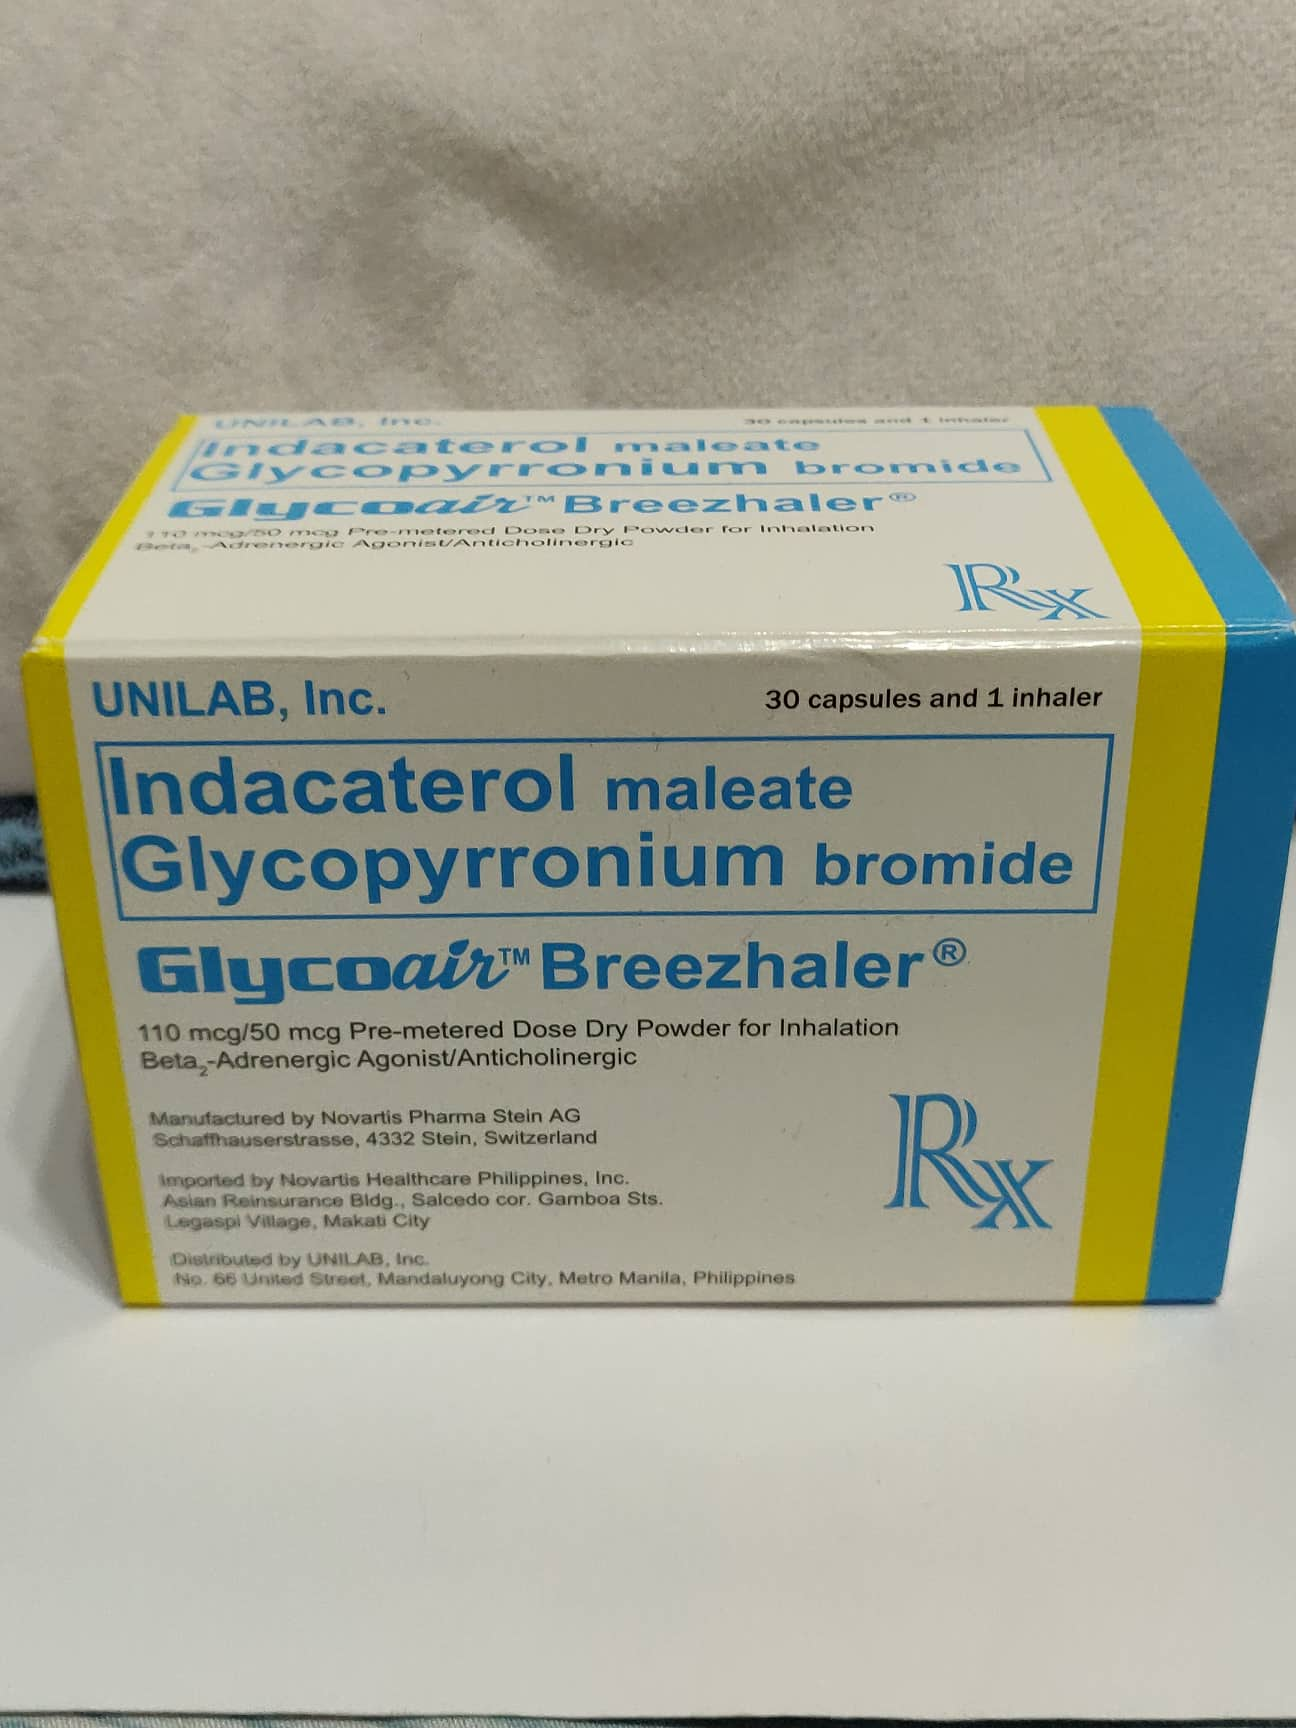 UNILAB, Inc. 30 capsules and 1 inhaler
Indacaterol maleate
Glycopyrronium bromide
Glycoair™ Breezhaler®
110 mcg/50 mcg Pre-metered Dose Dry Powder for Inhalation
Beta₂-Adrenergic Agonist/Anticholinergic
Rx
UNILAB, Inc. 30 capsules and 1 inhaler
Indacaterol maleate
Glycopyrronium bromide
Glycoair™ Breezhaler®
110 mcg/50 mcg Pre-metered Dose Dry Powder for Inhalation
Beta₂-Adrenergic Agonist/Anticholinergic
Manufactured by Novartis Pharma Stein AG
Schaffhauserstrasse, 4332 Stein, Switzerland
Rx
Imported by Novartis Healthcare Philippines, Inc.
Asian Reinsurance Bldg., Salcedo cor. Gamboa Sts.
Legaspi Village, Makati City
Distributed by UNILAB, Inc.
No. 66 United Street, Mandaluyong City, Metro Manila, Philippines